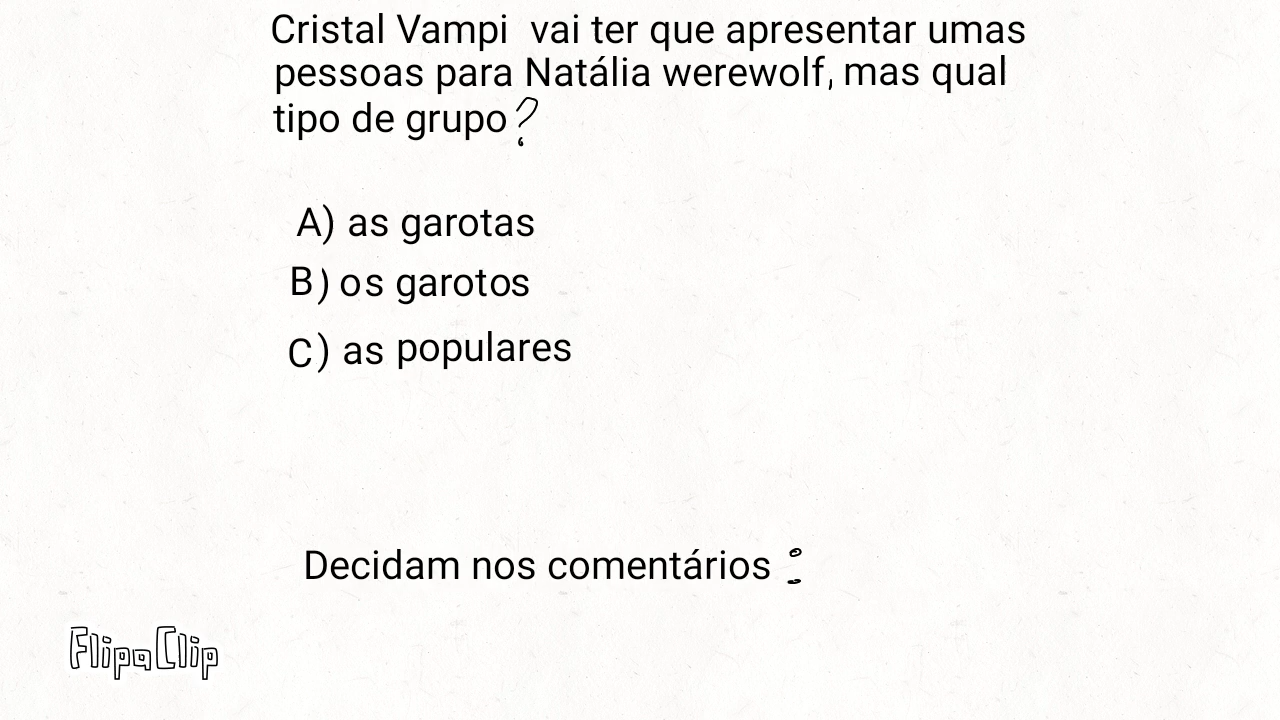 Cristal Vampi vai ter que apresentar umas
pessoas para Natália werewolf, mas qual
tipo de grupo?
A) as garotas
B) os garotos
C) as populares
Decidam nos comentários :
FlipaClip